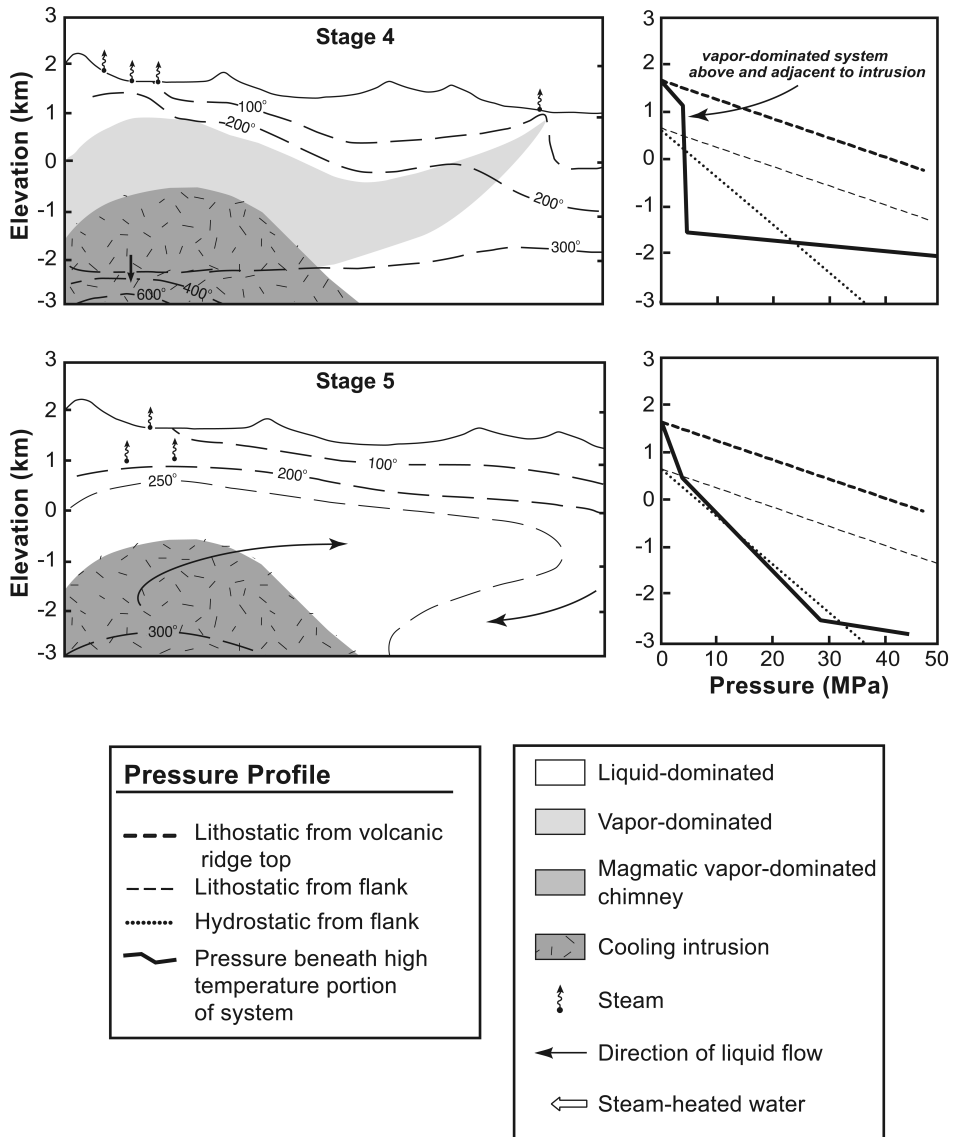 Stage 4
Elevation (km)
3
2
1
0
-1
-2
-3
100°
200°
200°
300°
400°
600°
3
2
1
0
-1
-2
-3
vapor-dominated system
above and adjacent to intrusion
Stage 5
Elevation (km)
3
2
1
0
-1
-2
-3
100°
200°
250°
300°
3
2
1
0
-1
-2
-3
0 10 20 30 40 50
Pressure (MPa)
Pressure Profile
Lithostatic from volcanic
ridge top
Lithostatic from flank
Hydrostatic from flank
Pressure beneath high
temperature portion
of system
Liquid-dominated
Vapor-dominated
Magmatic vapor-dominated
chimney
Cooling intrusion
Steam
Direction of liquid flow
Steam-heated water